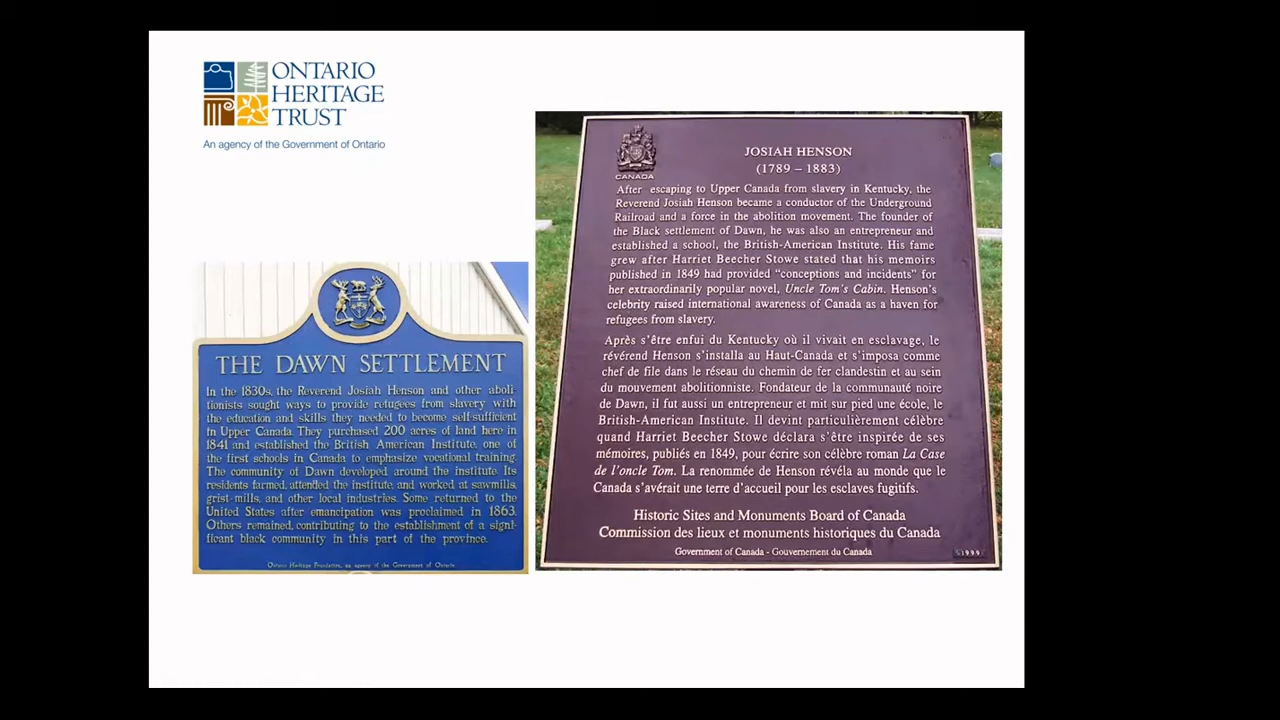 ONTARIO
HERITAGE
TRUST
An agency of the Government of Ontario
THE DAWN SETTLEMENT
In the 1830s, the Reverend Josiah Henson and other aboli-
tionists sought ways to provide refugees from slavery with
the education and skills they needed to become self-sufficient
in Upper Canada. They purchased 200 acres of land here in
1841 and established the British American Institute, one of
the first schools in Canada to emphasize vocational training.
The community of Dawn developed around the institute. Its
residents farmed, attended the institute, and worked at sawmills,
grist-mills, and other local industries. Some returned to the
United States after emancipation was proclaimed in 1863.
Others remained, contributing to the establishment of a signi-
ficant black community in this part of the province.
Ontario Heritage Foundation, an agency of the Government of Ontario
CANADA
JOSIAH HENSON
(1789 – 1883)
After escaping to Upper Canada from slavery in Kentucky, the
Reverend Josiah Henson became a conductor of the Underground
Railroad and a force in the abolition movement. The founder of
the Black settlement of Dawn, he was also an entrepreneur and
established a school, the British-American Institute. His fame
grew after Harriet Beecher Stowe stated that his memoirs
published in 1849 had provided “conceptions and incidents” for
her extraordinarily popular novel, Uncle Tom’s Cabin. Henson’s
celebrity raised international awareness of Canada as a haven for
refugees from slavery.
Après s’être enfui du Kentucky où il vivait en esclavage, le
révérend Henson s’installa au Haut-Canada et s’imposa comme
chef de file dans le réseau du chemin de fer clandestin et au sein
du mouvement abolitionniste. Fondateur de la communauté noire
de Dawn, il fut aussi un entrepreneur et mit sur pied une école, le
British-American Institute. Il devint particulièrement célèbre
quand Harriet Beecher Stowe déclara s’être inspirée de ses
mémoires, publiés en 1849, pour écrire son célèbre roman La Case
de l’oncle Tom. La renommée de Henson révéla au monde que le
Canada s’avérait une terre d’accueil pour les esclaves fugitifs.
Historic Sites and Monuments Board of Canada
Commission des lieux et monuments historiques du Canada
Government of Canada - Gouvernement du Canada
1999